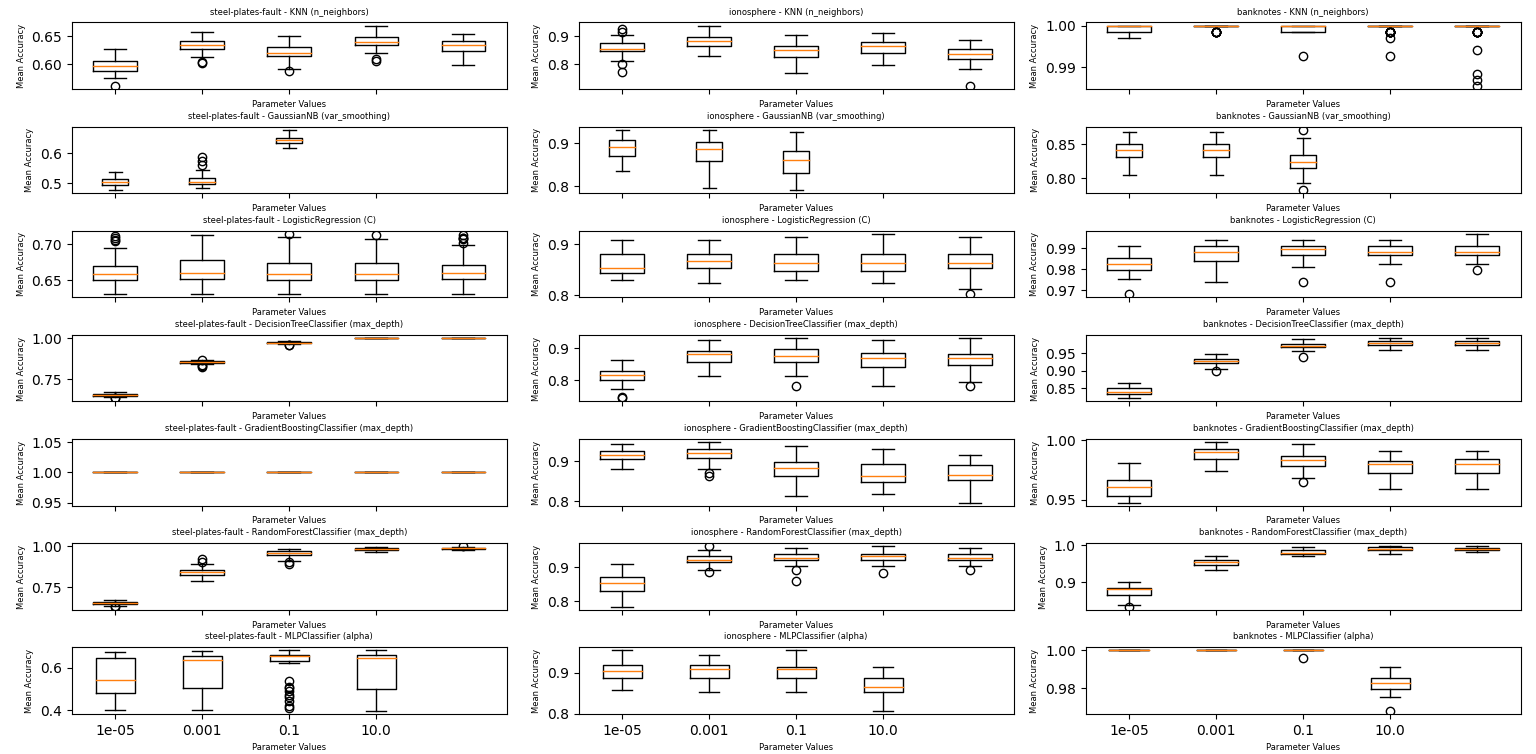 steel-plates-fault - KNN (n_neighbors)
ionosphere - KNN (n_neighbors)
banknotes - KNN (n_neighbors)
Mean Accuracy
0.65
0.60
Mean Accuracy
0.9
0.8
Mean Accuracy
1.00
0.99
Parameter Values
Parameter Values
Parameter Values
steel-plates-fault - GaussianNB (var_smoothing)
ionosphere - GaussianNB (var_smoothing)
banknotes - GaussianNB (var_smoothing)
Mean Accuracy
0.6
0.5
Mean Accuracy
0.9
0.8
Mean Accuracy
0.85
0.80
Parameter Values
Parameter Values
Parameter Values
steel-plates-fault - LogisticRegression (C)
ionosphere - LogisticRegression (C)
banknotes - LogisticRegression (C)
Mean Accuracy
0.70
0.65
Mean Accuracy
0.9
0.8
Mean Accuracy
0.99
0.98
0.97
Parameter Values
Parameter Values
Parameter Values
steel-plates-fault - DecisionTreeClassifier (max_depth)
ionosphere - DecisionTreeClassifier (max_depth)
banknotes - DecisionTreeClassifier (max_depth)
Mean Accuracy
1.00
0.75
Mean Accuracy
0.9
0.8
Mean Accuracy
0.95
0.90
0.85
Parameter Values
Parameter Values
Parameter Values
steel-plates-fault - GradientBoostingClassifier (max_depth)
ionosphere - GradientBoostingClassifier (max_depth)
banknotes - GradientBoostingClassifier (max_depth)
Mean Accuracy
1.05
1.00
0.95
Mean Accuracy
0.9
0.8
Mean Accuracy
1.00
0.95
Parameter Values
Parameter Values
Parameter Values
steel-plates-fault - RandomForestClassifier (max_depth)
ionosphere - RandomForestClassifier (max_depth)
banknotes - RandomForestClassifier (max_depth)
Mean Accuracy
1.00
0.75
Mean Accuracy
0.9
0.8
Mean Accuracy
1.0
0.9
Parameter Values
Parameter Values
Parameter Values
steel-plates-fault - MLPClassifier (alpha)
ionosphere - MLPClassifier (alpha)
banknotes - MLPClassifier (alpha)
Mean Accuracy
0.6
0.4
Mean Accuracy
0.9
0.8
Mean Accuracy
1.00
0.98
1e-05 0.001 0.1 10.0
1e-05 0.001 0.1 10.0
1e-05 0.001 0.1 10.0
Parameter Values
Parameter Values
Parameter Values